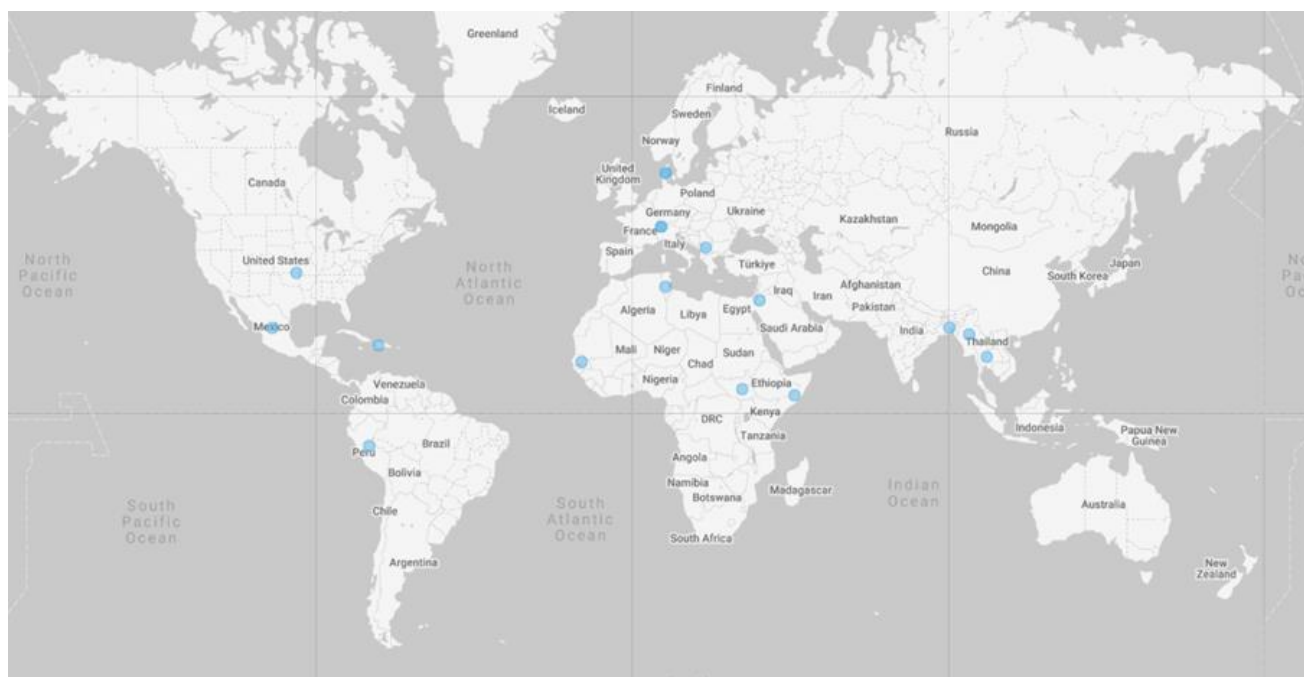 Greenland
Iceland
Finland
Sweden
Norway
Russia
United
Kingdom
Canada
Poland
Germany
Ukraine
Kazakhstan
Mongolia
France
Italy
Spain
Türkiye
United States
North
Pacific
Ocean
North
Atlantic
Ocean
China
Japan
South Korea
Afghanistan
Iraq
Iran
Pakistan
Algeria
Libya
Egypt
Saudi Arabia
India
Mexico
Mali
Niger
Chad
Sudan
Thailand
Venezuela
Colombia
Nigeria
Ethiopia
Kenya
DRC
Tanzania
Indonesia
Papua New
Guinea
Peru
Brazil
Bolivia
Angola
Namibia
Botswana
Madagascar
Indian
Ocean
South
Pacific
Ocean
South
Atlantic
Ocean
Chile
Argentina
South Africa
Australia
New
Zealand
No
Pa
Oc